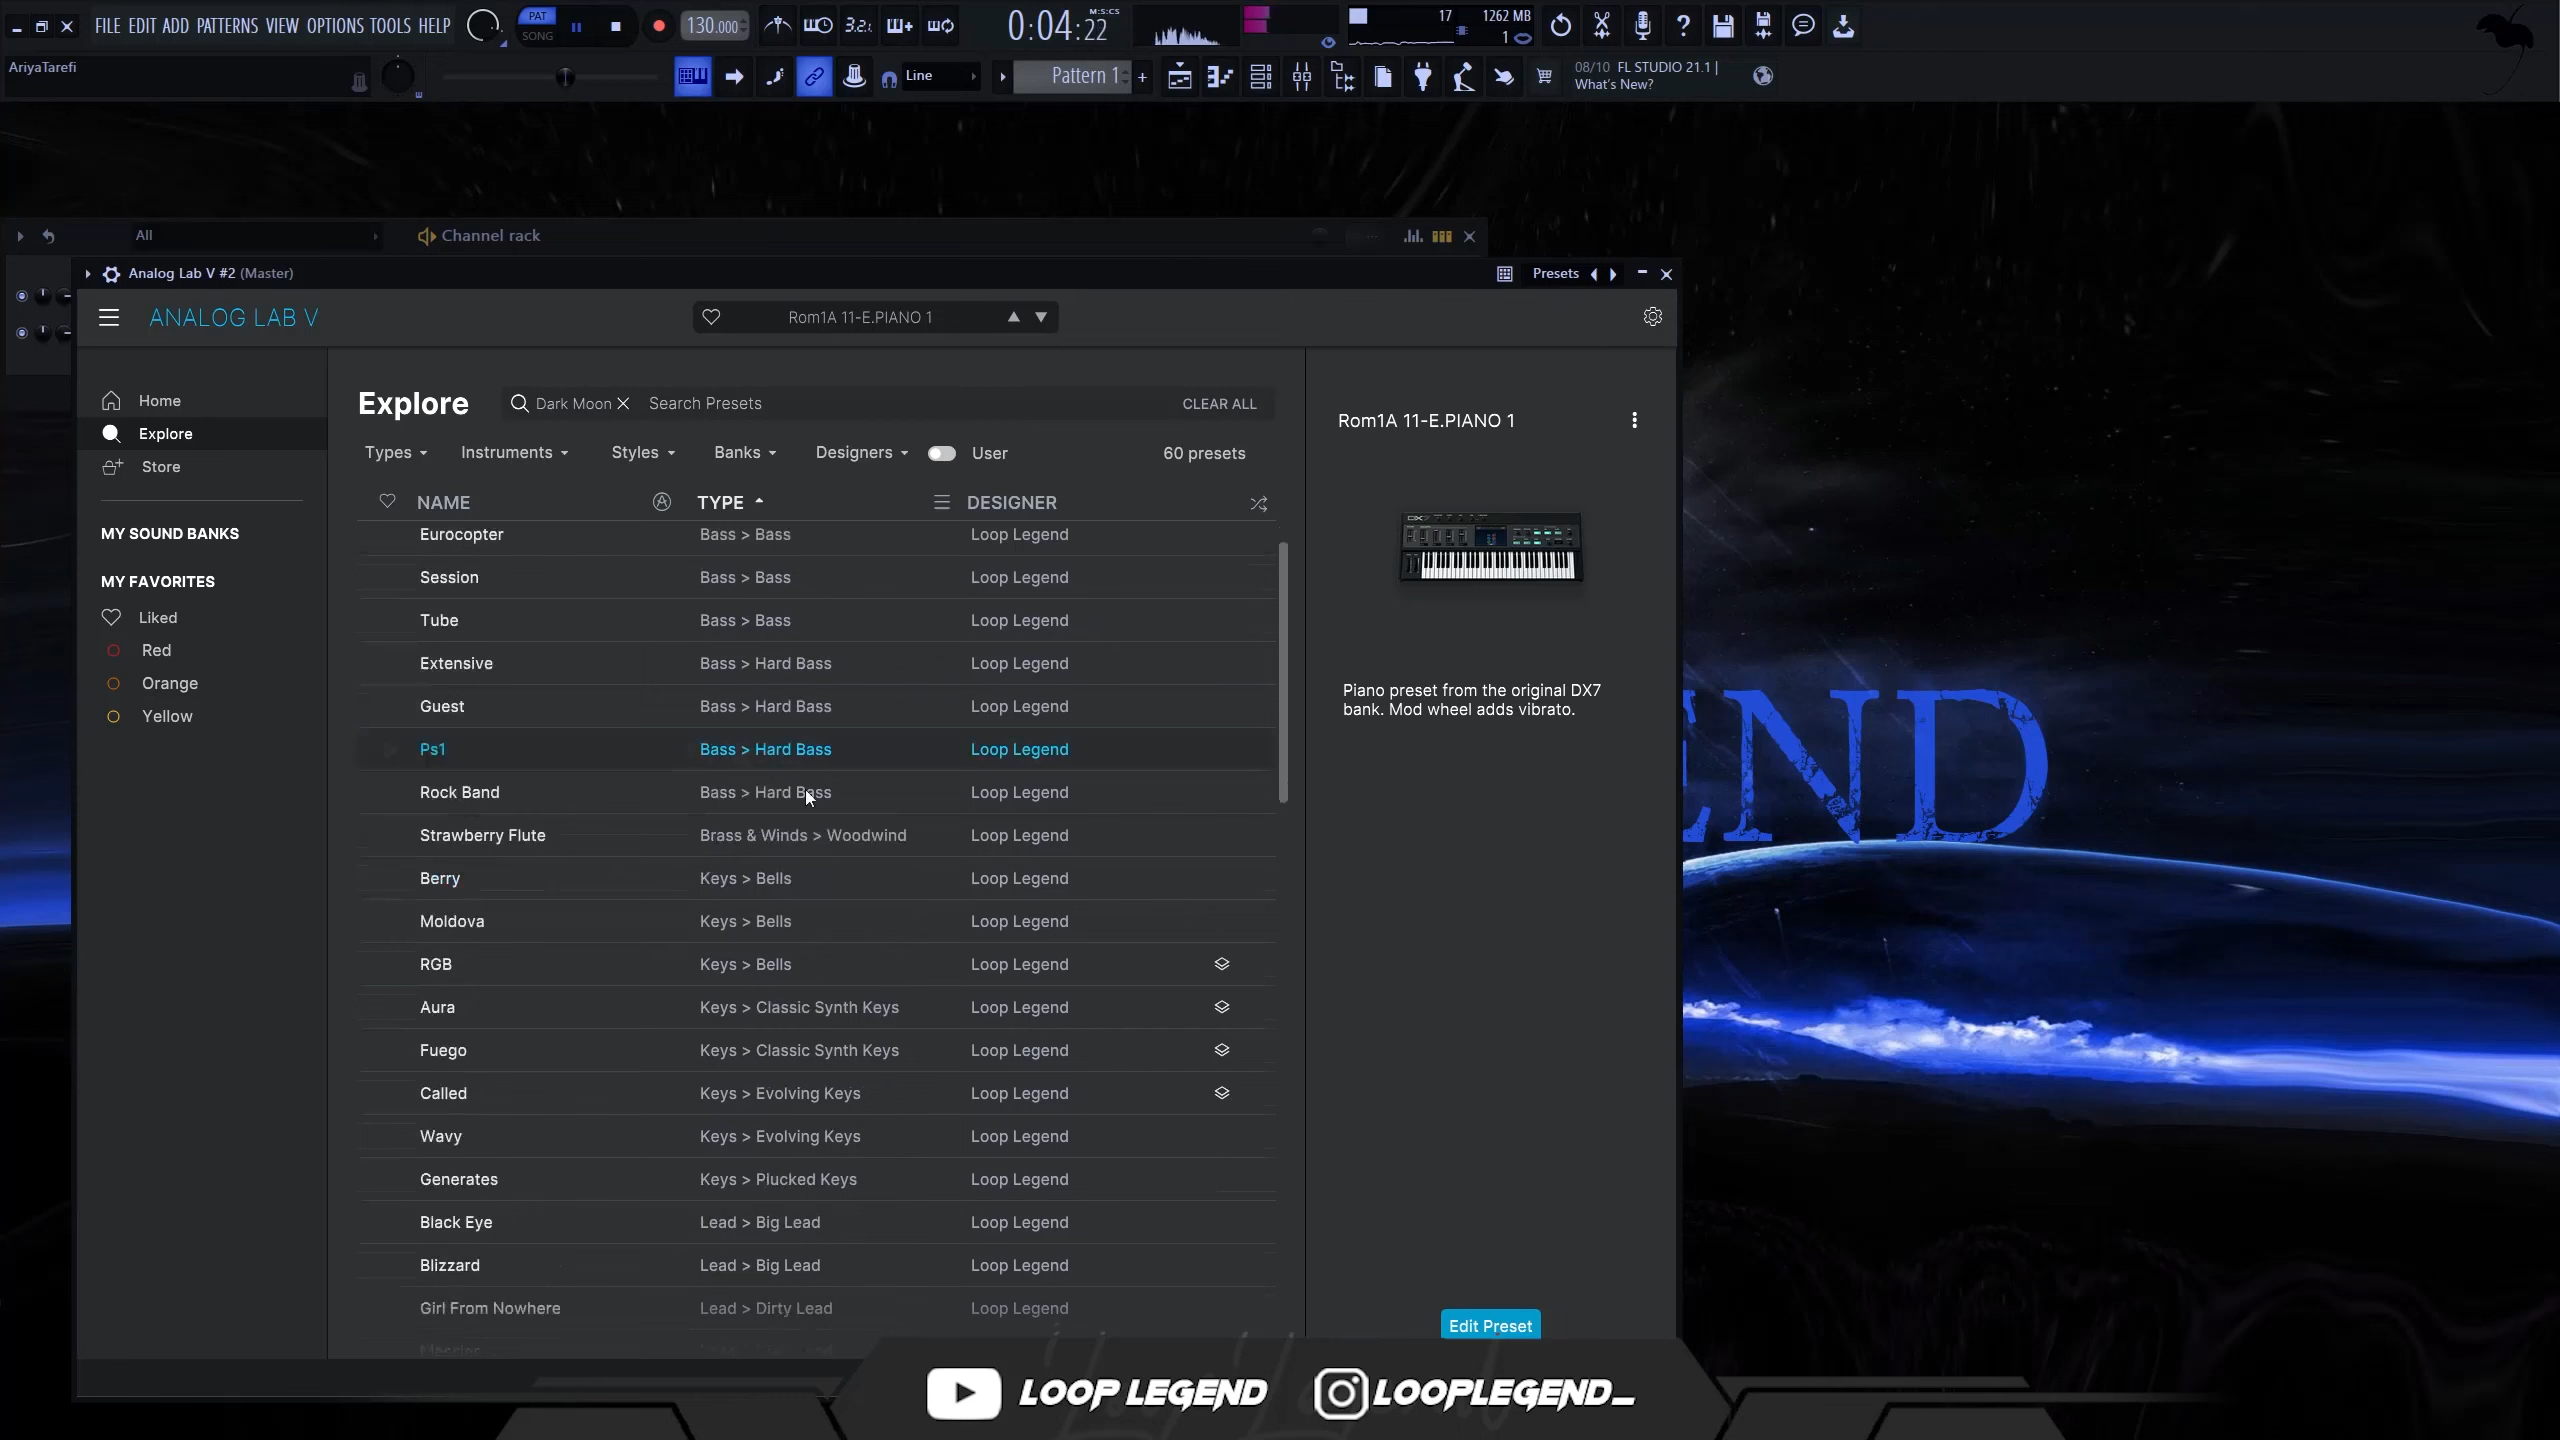 FILE EDIT ADD PATTERNS VIEW OPTIONS TOOLS HELP
PAT
SONG
130.000
3.2.
0:04:22
M:S:CS
17
1262 MB
1
AriyaTarefi
Line
Pattern 1
08/10 FL STUDIO 21.1 |
What's New?
All
Channel rack
Analog Lab V #2 (Master)
Presets
ANALOG LAB V
Rom1A 11-E.PIANO 1
Home
Explore
Store
MY SOUND BANKS
MY FAVORITES
Liked
Red
Orange
Yellow
Explore
Dark Moon
Search Presets
CLEAR ALL
Types
Instruments
Styles
Banks
Designers
User
60 presets
NAME TYPE DESIGNER
Eurocopter Bass > Bass Loop Legend
Session Bass > Bass Loop Legend
Tube Bass > Bass Loop Legend
Extensive Bass > Hard Bass Loop Legend
Guest Bass > Hard Bass Loop Legend
Ps1 Bass > Hard Bass Loop Legend
Rock Band Bass > Hard Bass Loop Legend
Strawberry Flute Brass & Winds > Woodwind Loop Legend
Berry Keys > Bells Loop Legend
Moldova Keys > Bells Loop Legend
RGB Keys > Bells Loop Legend
Aura Keys > Classic Synth Keys Loop Legend
Fuego Keys > Classic Synth Keys Loop Legend
Called Keys > Evolving Keys Loop Legend
Wavy Keys > Evolving Keys Loop Legend
Generates Keys > Plucked Keys Loop Legend
Black Eye Lead > Big Lead Loop Legend
Blizzard Lead > Big Lead Loop Legend
Girl From Nowhere Lead > Dirty Lead Loop Legend
Rom1A 11-E.PIANO 1
DX7
Piano preset from the original DX7
bank. Mod wheel adds vibrato.
Edit Preset
END
LOOP LEGEND
LOOPLEGEND_